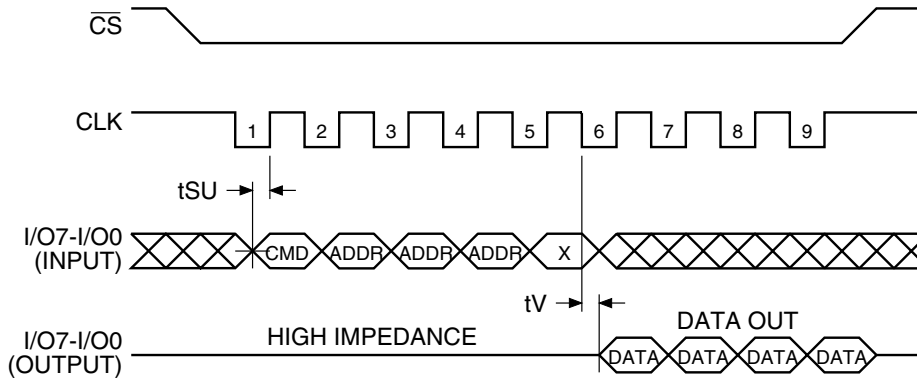 CS
CLK
1 2 3 4 5 6 7 8 9
tSU
I/O7-I/O0
(INPUT)
CMD ADDR ADDR ADDR X
tV
I/O7-I/O0
(OUTPUT)
HIGH IMPEDANCE
DATA OUT
DATA DATA DATA DATA